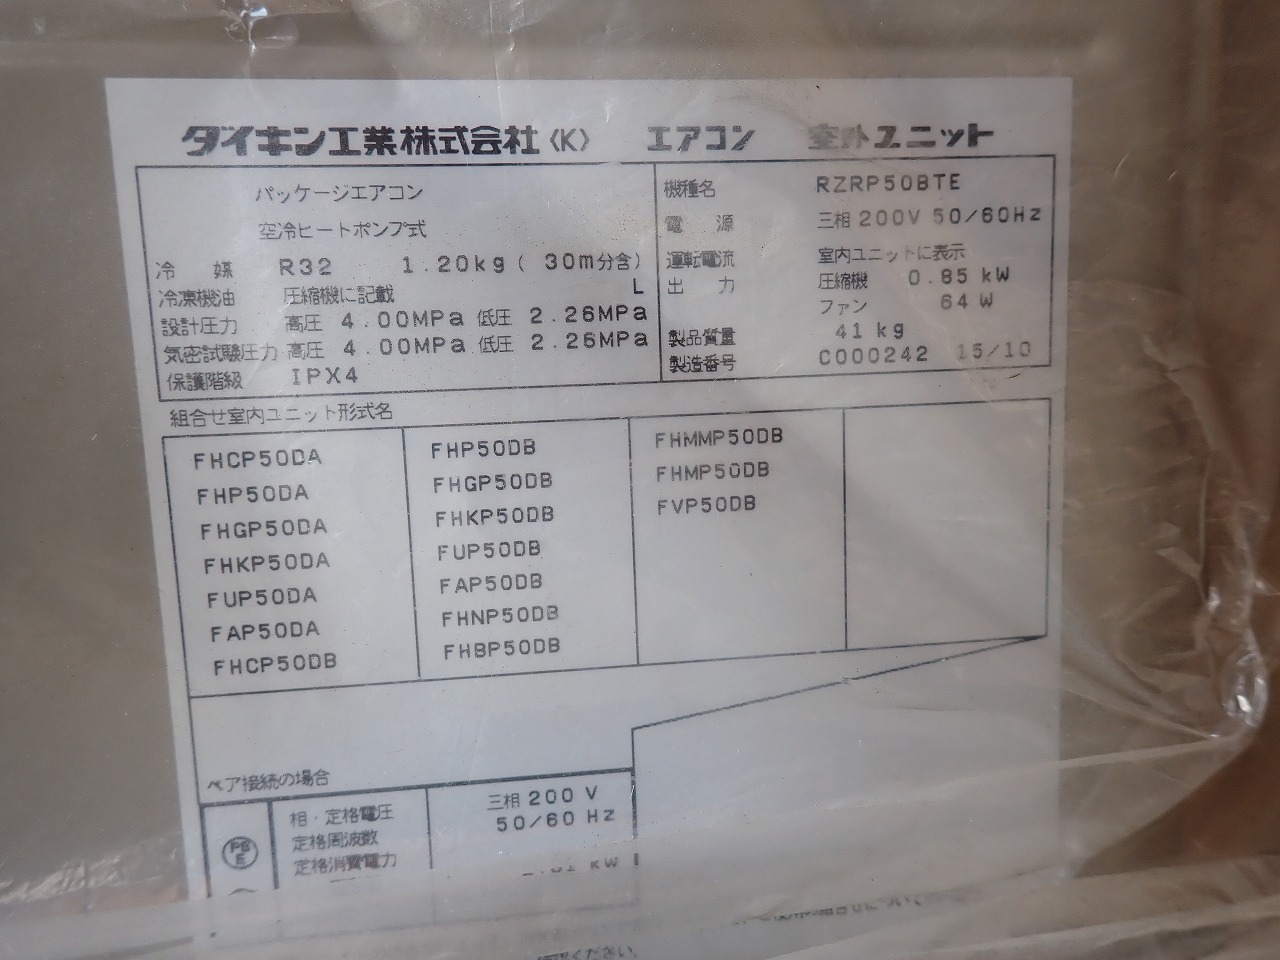 ダイキン工業株式会社〈K〉 エアコン 室外ユニット
パッケージエアコン
空冷ヒートポンプ式
冷媒 R32 1.20kg ( 30m分含)
冷凍機油 圧縮機に記載 L
設計圧力 高圧 4.00MPa 低圧 2.26MPa
気密試験圧力 高圧 4.00MPa 低圧 2.26MPa
保護階級 IPX4
機種名 RZRP50BTE
電源 三相 200V 50/60Hz
運転電流 室内ユニットに表示
出力 圧縮機 0.85 kW
ファン 64 W
製品質量 41 kg
製造番号 C000242 15/10
組合せ室内ユニット形式名
FHCP50DA
FHP50DA
FHGP50DA
FHKP50DA
FUP50DA
FAP50DA
FHCP50DB
FHP50DB
FHGP50DB
FHKP50DB
FUP50DB
FAP50DB
FHNP50DB
FHBP50DB
FHMMP50DB
FHMP50DB
FVP50DB
ペア接続の場合
PS
E
相・定格電圧 三相 200 V
定格周波数 50/60 Hz
定格消費電力 kW
ください。